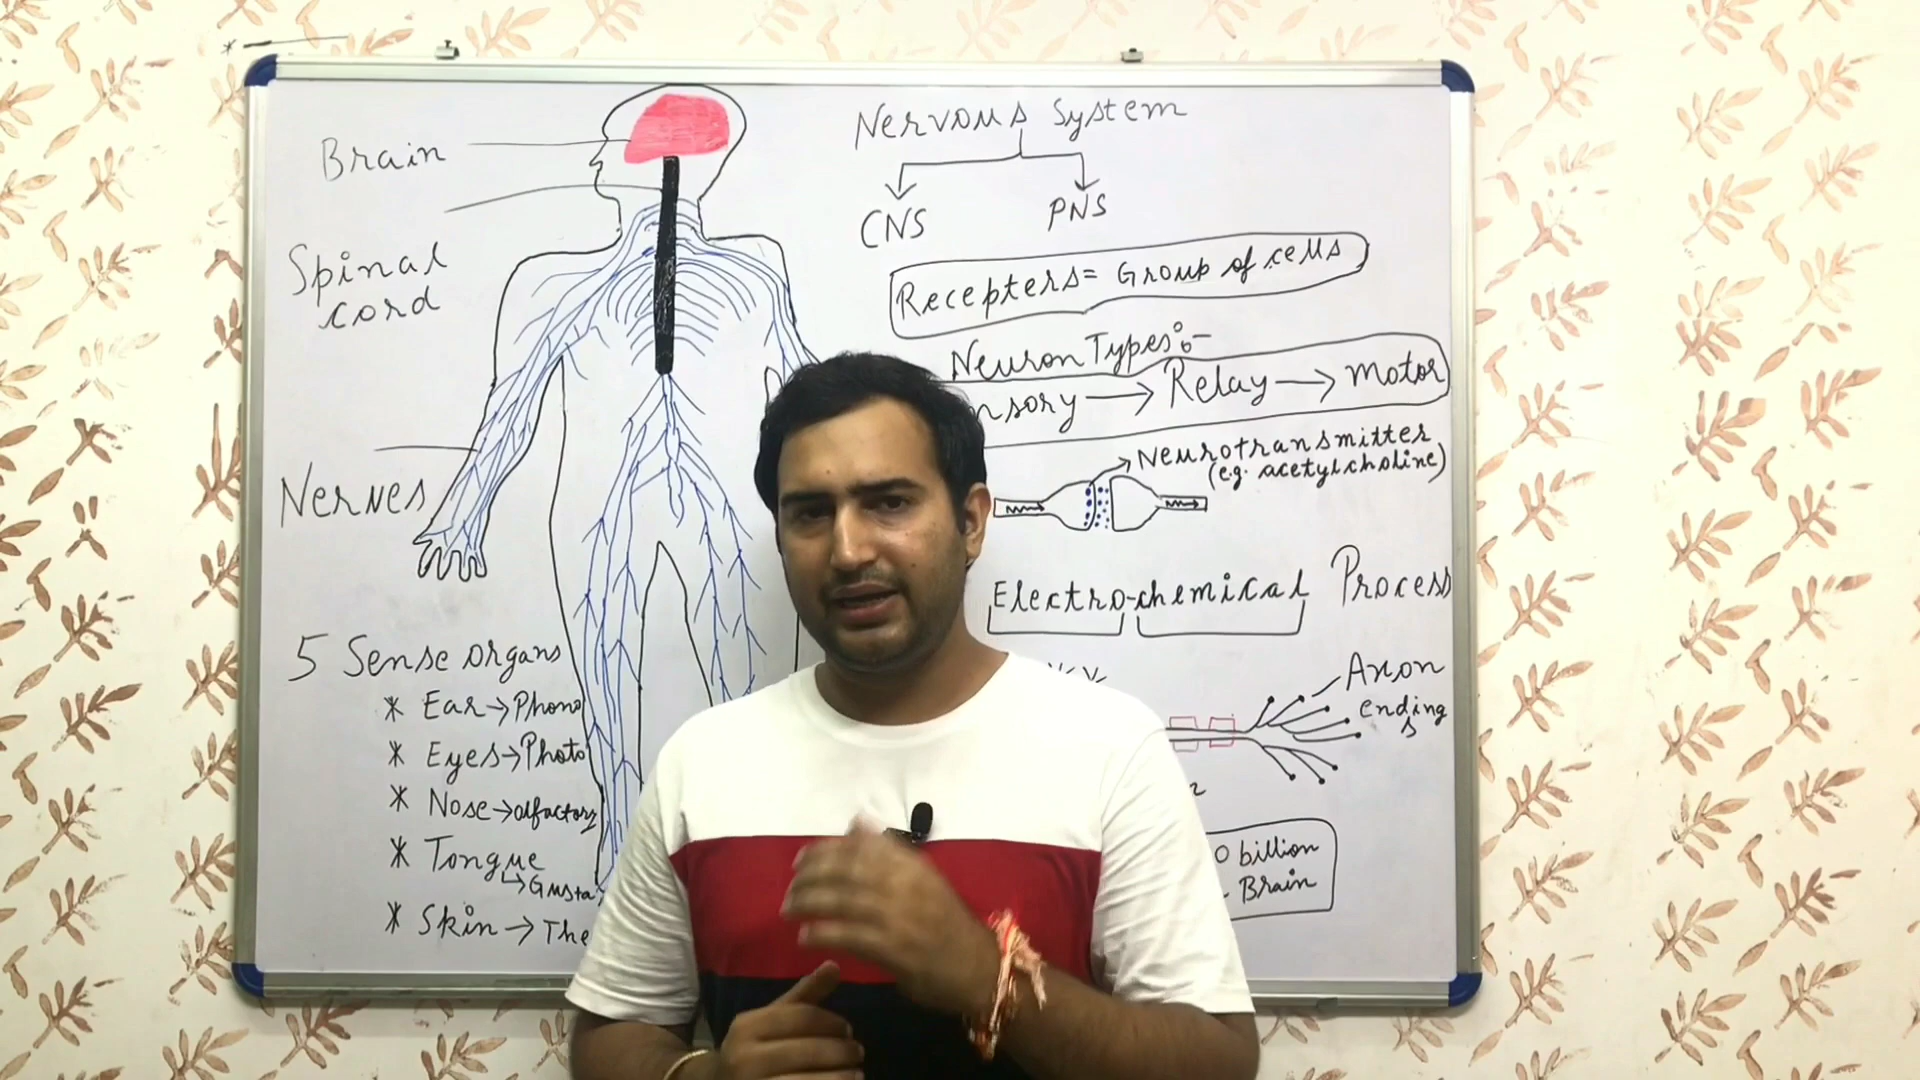 Brain
Spinal
cord
Nerves
5 Sense organs
* Ear→Phono
* Eyes→Photo
* Nose→olfactory
* Tongue
↳Gusta
* Skin→The
Nervous System
CNS PNS
Recepters= Group of cells
Neuron Types:-
nsory → Relay → motor
Neurotransmitter
(e.g. acetylcholine)
Electro-chemical Process
Axon
endings
0 billion
Brain